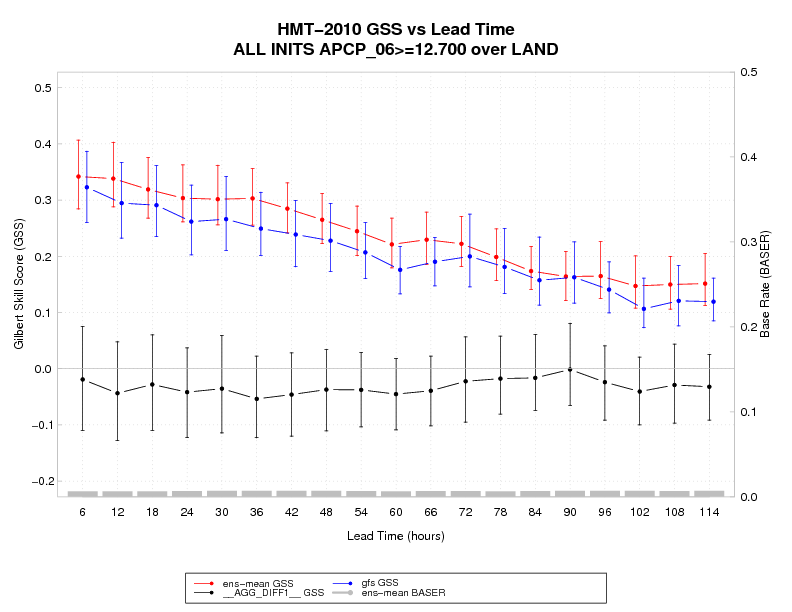 HMT−2010 GSS vs Lead Time
ALL INITS APCP_06>=12.700 over LAND
Gilbert Skill Score (GSS)
0.5
0.4
0.3
0.2
0.1
0.0
−0.1
−0.2
0.5
0.4
0.3
0.2
0.1
0.0
Base Rate (BASER)
6 12 18 24 30 36 42 48 54 60 66 72 78 84 90 96 102 108 114
Lead Time (hours)
ens−mean GSS
gfs GSS
__AGG_DIFF1__ GSS
ens−mean BASER